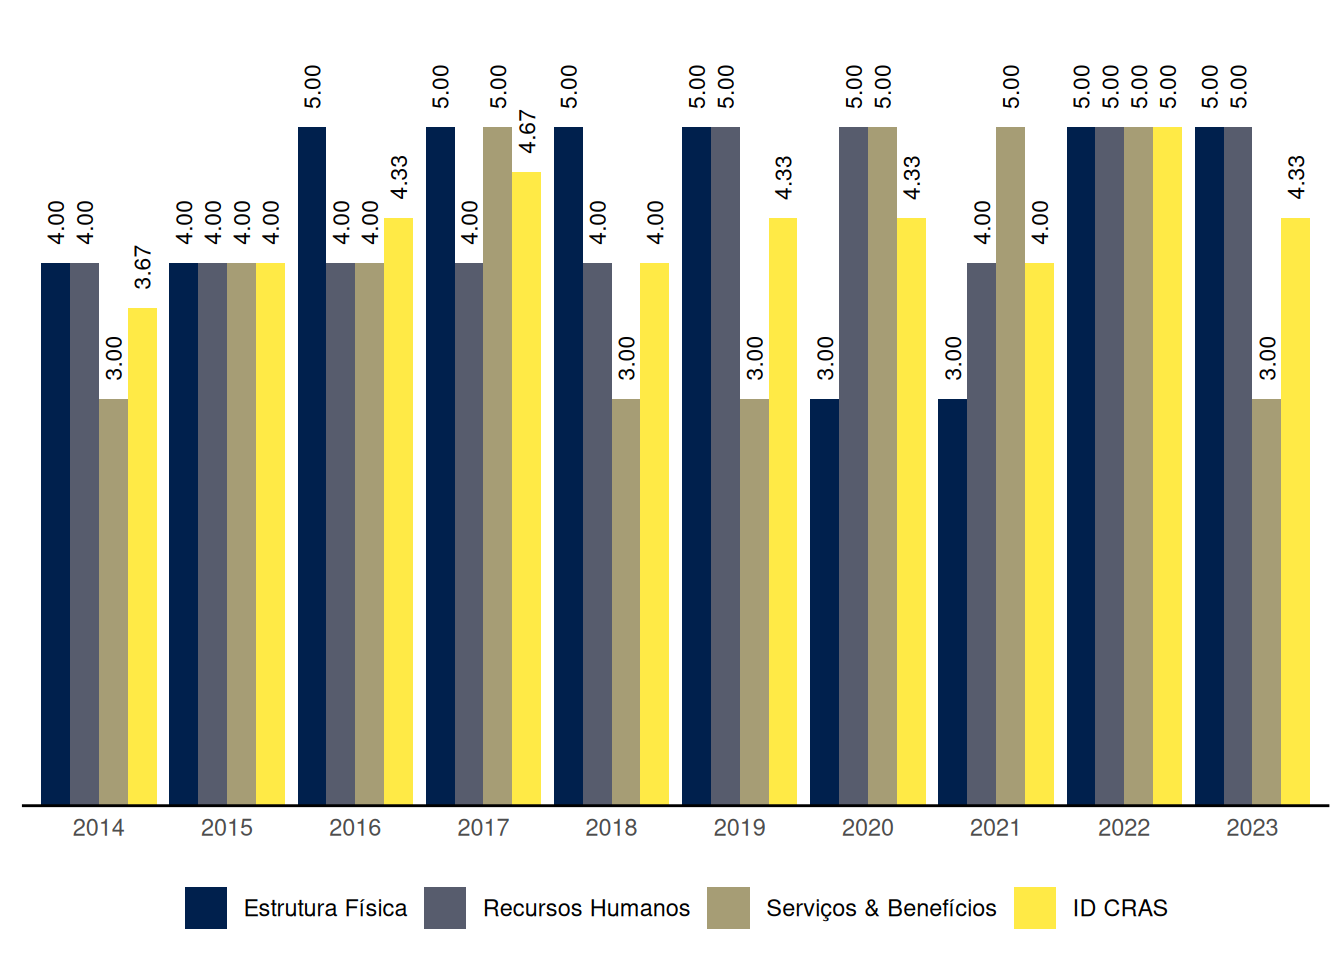 4.00 4.00 3.00 3.67
4.00 4.00 4.00 4.00
5.00 4.00 4.00 4.33
5.00 4.00 5.00 4.67
5.00 4.00 3.00 4.00
5.00 5.00 3.00 4.33
3.00 5.00 5.00 4.33
3.00 4.00 5.00 4.00
5.00 5.00 5.00 5.00
5.00 5.00 3.00 4.33
2014 2015 2016 2017 2018 2019 2020 2021 2022 2023
Estrutura Física Recursos Humanos Serviços & Benefícios ID CRAS